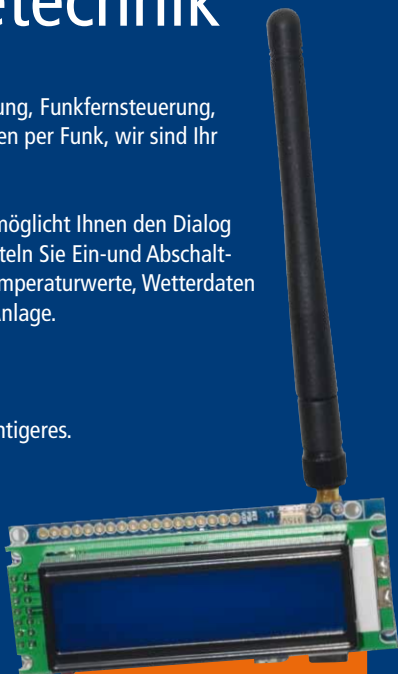 etechnik
ung, Funkfernsteuerung,
en per Funk, wir sind Ihr
möglicht Ihnen den Dialog
teln Sie Ein-und Abschalt-
mperaturwerte, Wetterdaten
nlage.
ntigeres.